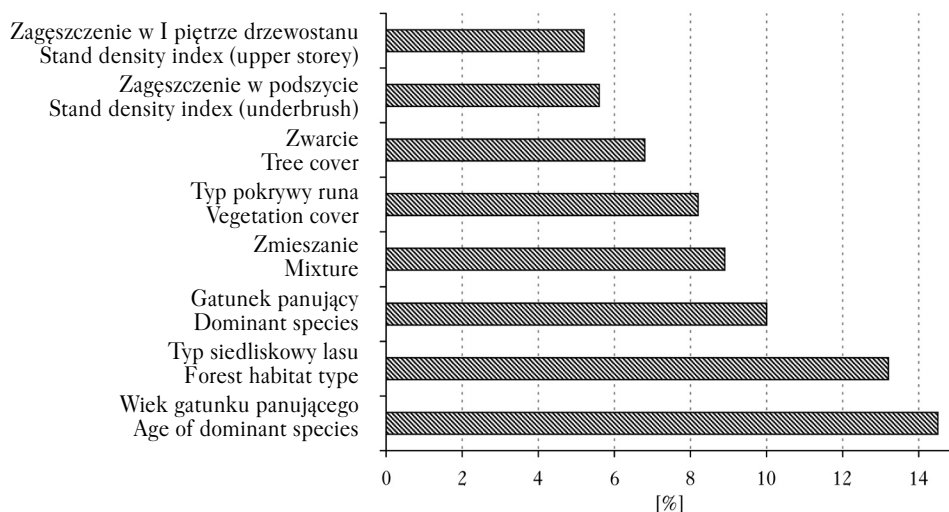 Zagęszczenie w I piętrze drzewostanu
Stand density index (upper storey)
Zagęszczenie w podszycie
Stand density index (underbrush)
Zwarcie
Tree cover
Typ pokrywy runa
Vegetation cover
Zmieszanie
Mixture
Gatunek panujący
Dominant species
Typ siedliskowy lasu
Forest habitat type
Wiek gatunku panującego
Age of dominant species
0 2 4 6 8 10 12 14
[%]